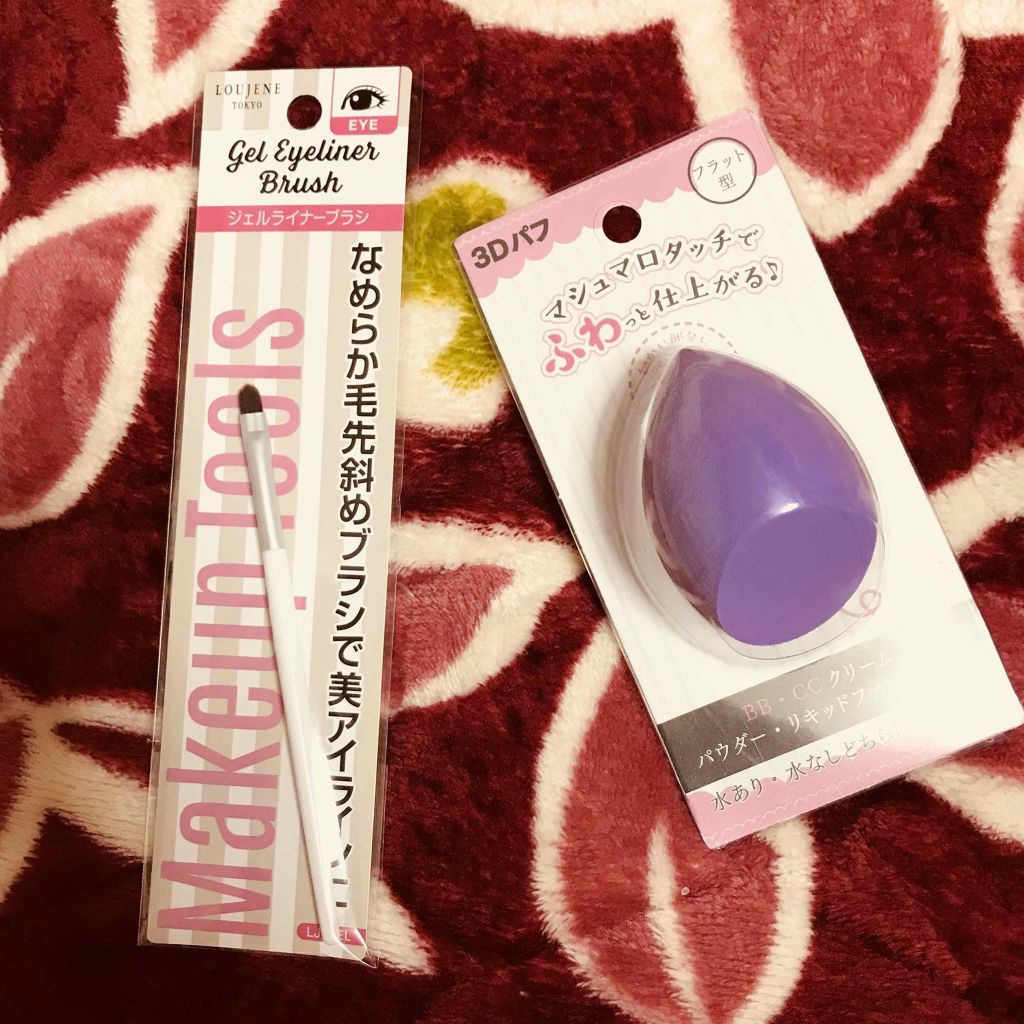 LOUJENE
TOKYO
EYE
Gel Eyeliner
Brush
ジェルライナーブラシ
なめらか毛先斜めブラシで美アイライン
Makeup Tools
フラット
型
3Dパフ
マシュマロタッチで
ふわっと仕上がる♪
部分に
BB・CCクリーム
パウダー・リキッドファ
水あり・水なしどちら